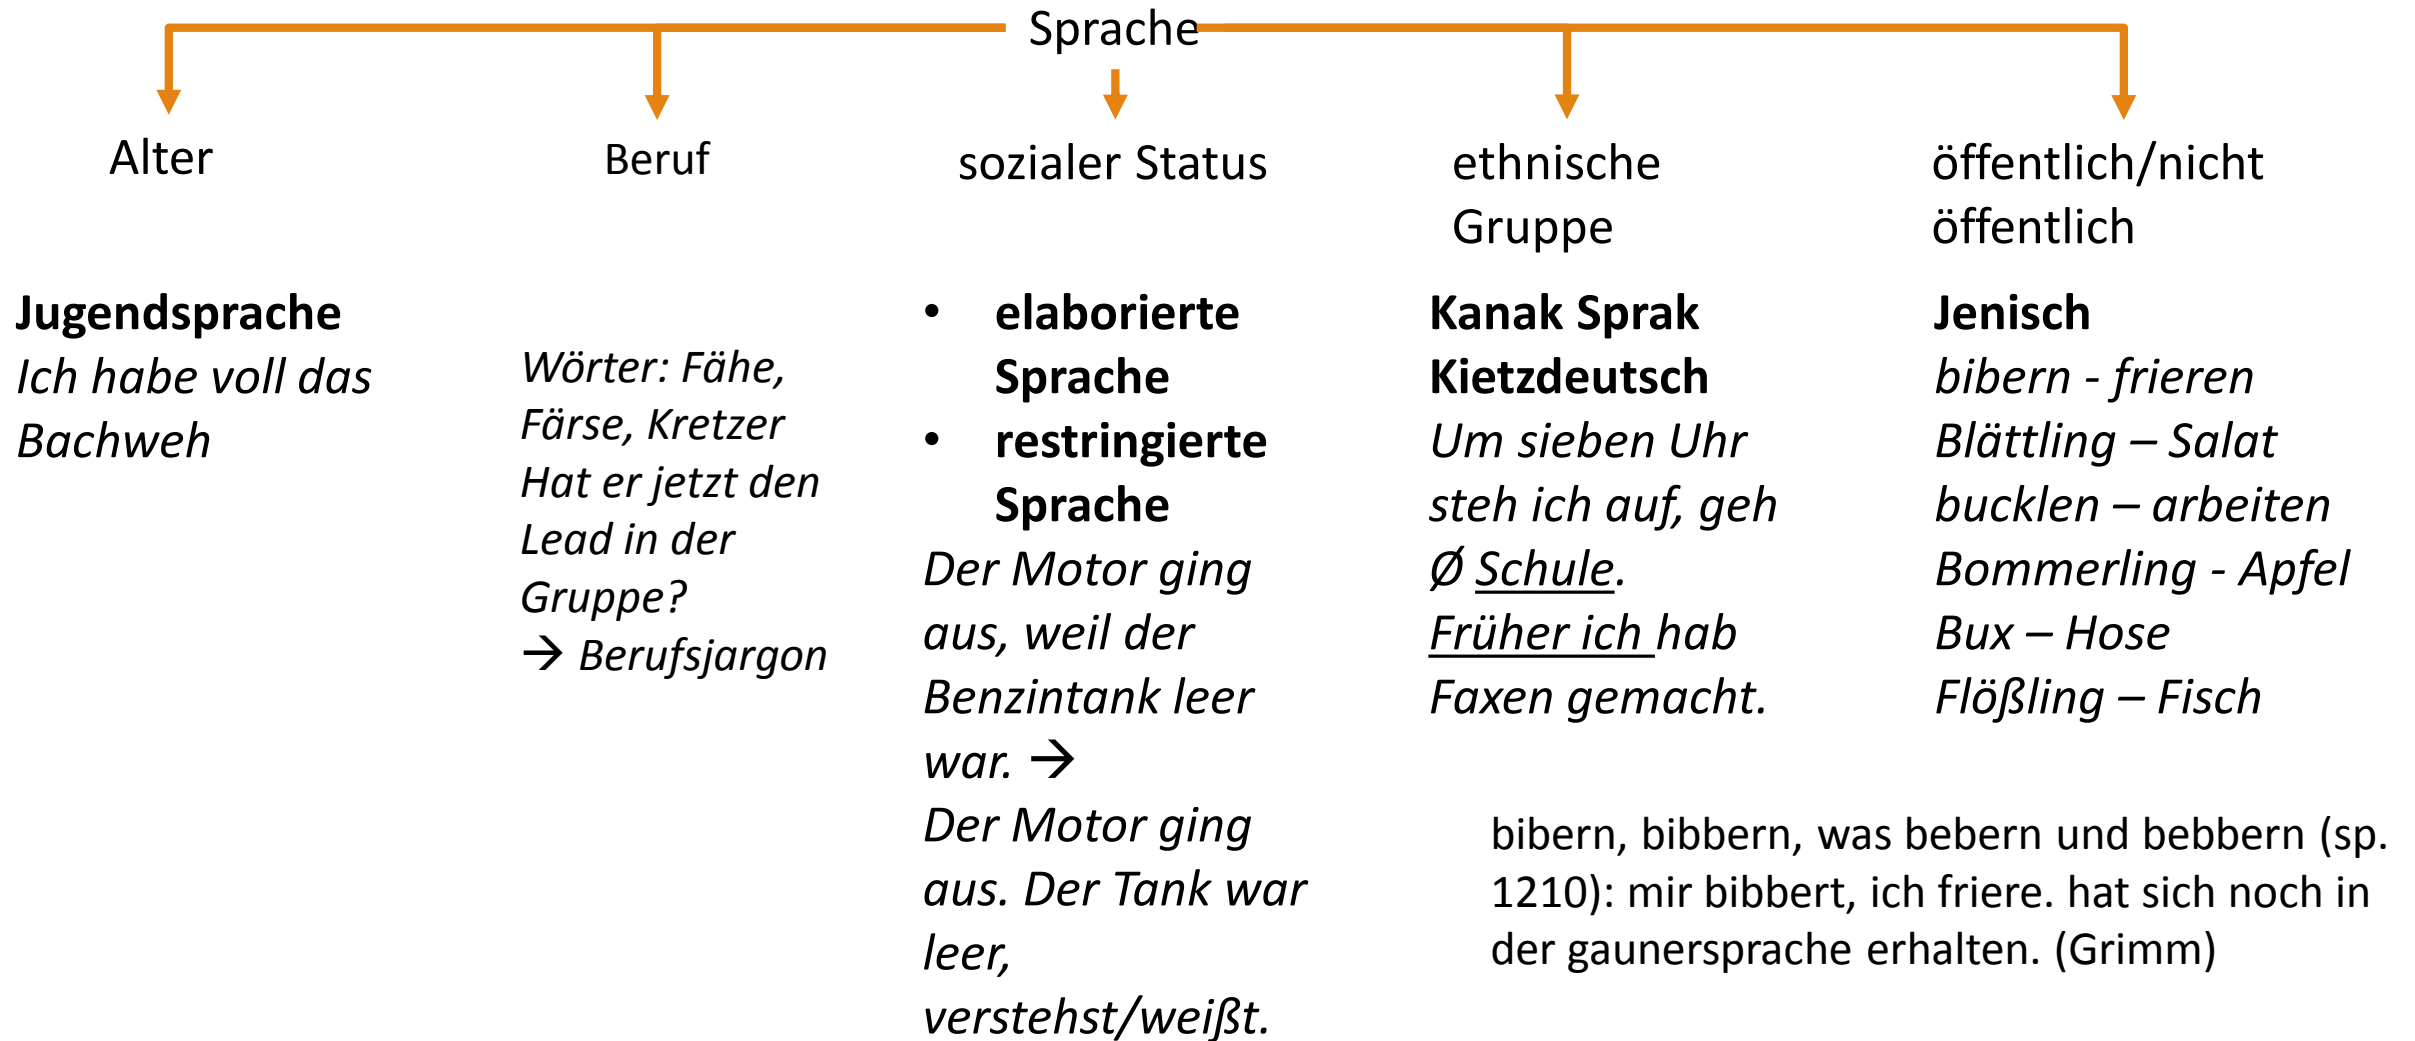 Sprache
Alter
Beruf
sozialer Status
ethnische
Gruppe
öffentlich/nicht
öffentlich
Jugendsprache
Ich habe voll das
Bachweh
Wörter: Fähe,
Färse, Kretzer
Hat er jetzt den
Lead in der
Gruppe?
→ Berufsjargon
• elaborierte
Sprache
• restringierte
Sprache
Der Motor ging
aus, weil der
Benzintank leer
war. →
Der Motor ging
aus. Der Tank war
leer,
verstehst/weißt.
Kanak Sprak
Kietzdeutsch
Um sieben Uhr
steh ich auf, geh
Ø Schule.
Früher ich hab
Faxen gemacht.
Jenisch
bibern - frieren
Blättling – Salat
bucklen – arbeiten
Bommerling - Apfel
Bux – Hose
Flößling – Fisch
bibern, bibbern, was bebern und bebbern (sp.
1210): mir bibbert, ich friere. hat sich noch in
der gaunersprache erhalten. (Grimm)